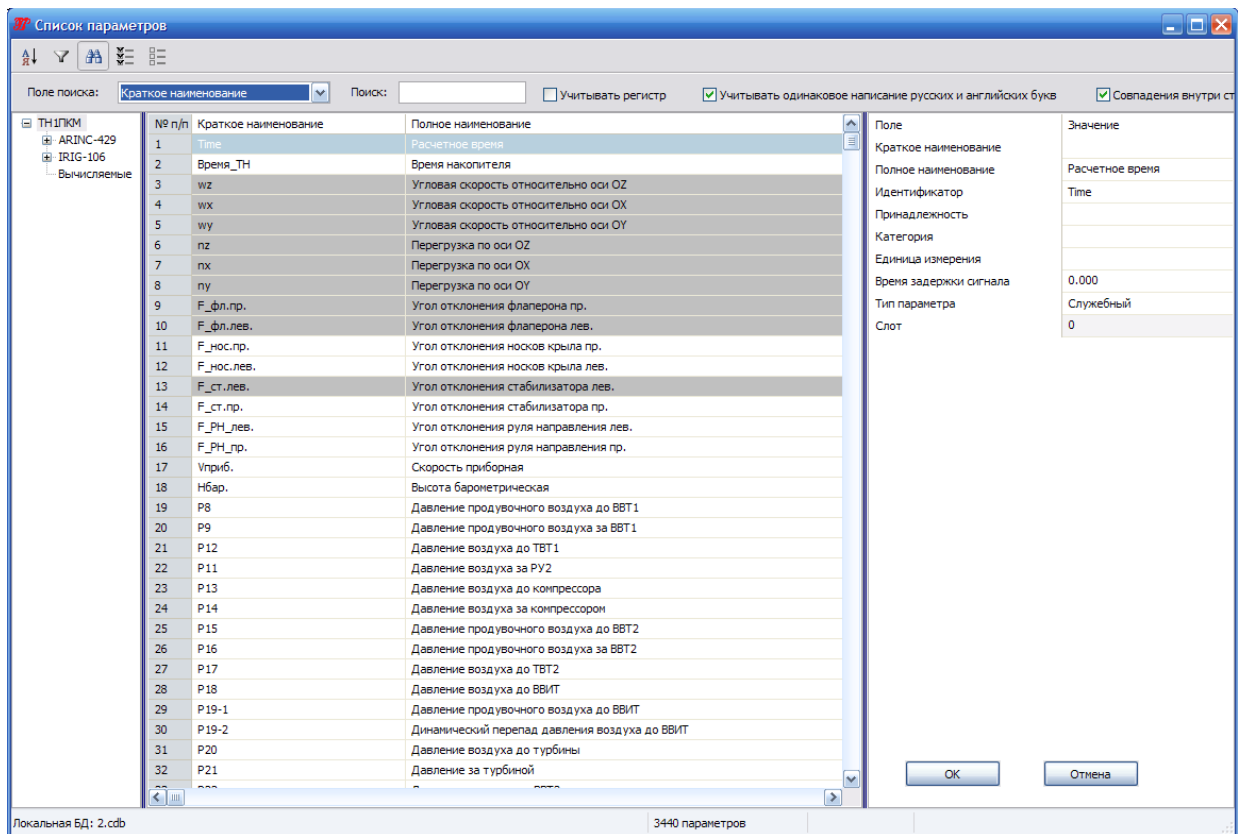 Список параметров
Поле поиска: Краткое наименование Поиск: Учитывать регистр Учитывать одинаковое написание русских и английских букв Совпадения внутри ст
ТН1ПКМ
ARINC-429
IRIG-106
Вычисляемые
№ п/п Краткое наименование Полное наименование
1 Time Расчетное время
2 Время_ТН Время накопителя
3 wz Угловая скорость относительно оси OZ
4 wx Угловая скорость относительно оси OX
5 wy Угловая скорость относительно оси OY
6 nz Перегрузка по оси OZ
7 nx Перегрузка по оси OX
8 ny Перегрузка по оси OY
9 F_фл.пр. Угол отклонения флаперона пр.
10 F_фл.лев. Угол отклонения флаперона лев.
11 F_нос.пр. Угол отклонения носков крыла пр.
12 F_нос.лев. Угол отклонения носков крыла лев.
13 F_ст.лев. Угол отклонения стабилизатора лев.
14 F_ст.пр. Угол отклонения стабилизатора пр.
15 F_РН_лев. Угол отклонения руля направления лев.
16 F_РН_пр. Угол отклонения руля направления пр.
17 Vприб. Скорость приборная
18 Hбар. Высота барометрическая
19 P8 Давление продувочного воздуха до ВВТ1
20 P9 Давление продувочного воздуха за ВВТ1
21 P12 Давление воздуха до ТВТ1
22 P11 Давление воздуха за РУ2
23 P13 Давление воздуха до компрессора
24 P14 Давление воздуха за компрессором
25 P15 Давление продувочного воздуха до ВВТ2
26 P16 Давление продувочного воздуха за ВВТ2
27 P17 Давление воздуха до ТВТ2
28 P18 Давление воздуха до ВВИТ
29 P19-1 Давление продувочного воздуха до ВВИТ
30 P19-2 Динамический перепад давления воздуха до ВВИТ
31 P20 Давление воздуха до турбины
32 P21 Давление за турбиной
Поле Значение
Краткое наименование
Полное наименование Расчетное время
Идентификатор Time
Принадлежность
Категория
Единица измерения
Время задержки сигнала 0.000
Тип параметра Служебный
Слот 0
OK Отмена
Локальная БД: 2.cdb 3440 параметров